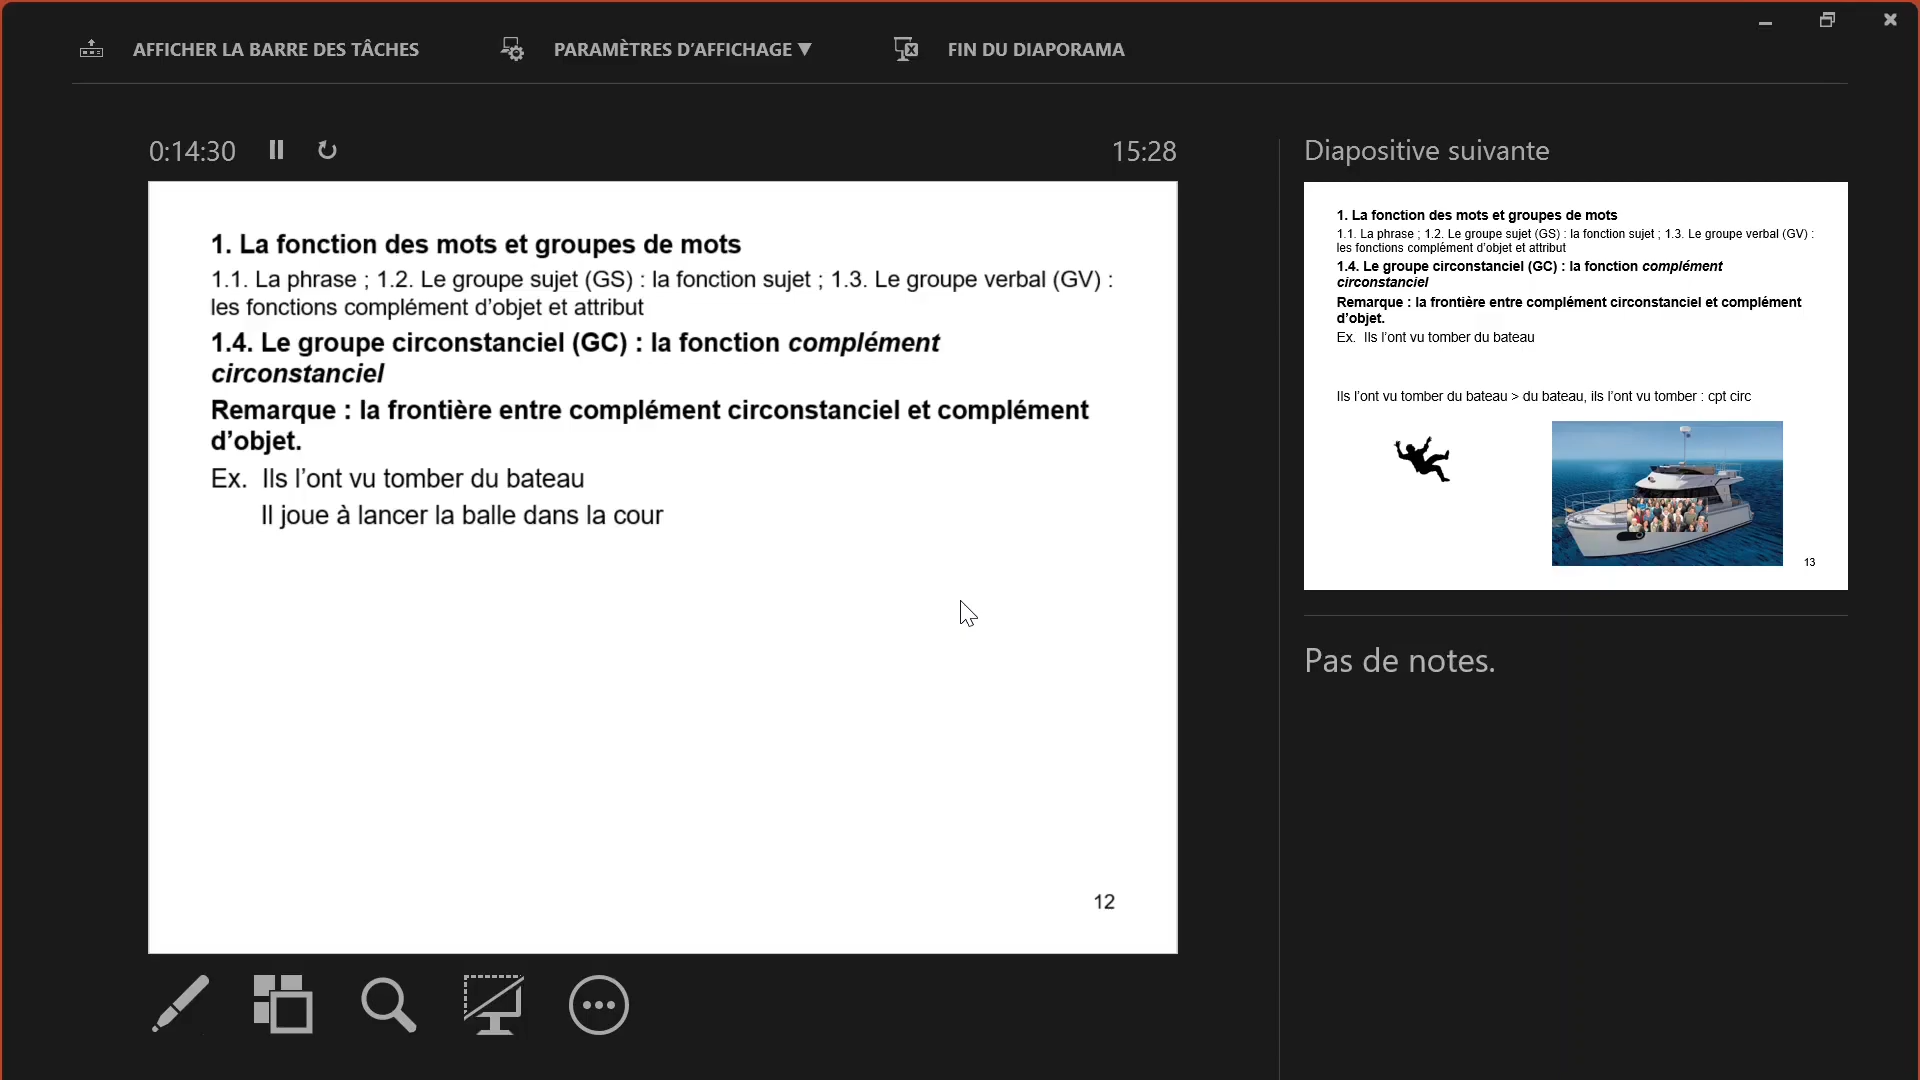 AFFICHER LA BARRE DES TÂCHES
PARAMÈTRES D'AFFICHAGE ▼
FIN DU DIAPORAMA
0:14:30
15:28
1. La fonction des mots et groupes de mots
1.1. La phrase ; 1.2. Le groupe sujet (GS) : la fonction sujet ; 1.3. Le groupe verbal (GV) :
les fonctions complément d’objet et attribut
1.4. Le groupe circonstanciel (GC) : la fonction complément
circonstanciel
Remarque : la frontière entre complément circonstanciel et complément
d’objet.
Ex. Ils l’ont vu tomber du bateau
Il joue à lancer la balle dans la cour
12
Diapositive suivante
1. La fonction des mots et groupes de mots
1.1. La phrase ; 1.2. Le groupe sujet (GS) : la fonction sujet ; 1.3. Le groupe verbal (GV) :
les fonctions complément d’objet et attribut
1.4. Le groupe circonstanciel (GC) : la fonction complément
circonstanciel
Remarque : la frontière entre complément circonstanciel et complément
d’objet.
Ex. Ils l’ont vu tomber du bateau
Ils l’ont vu tomber du bateau > du bateau, ils l’ont vu tomber : cpt circ
13
Pas de notes.